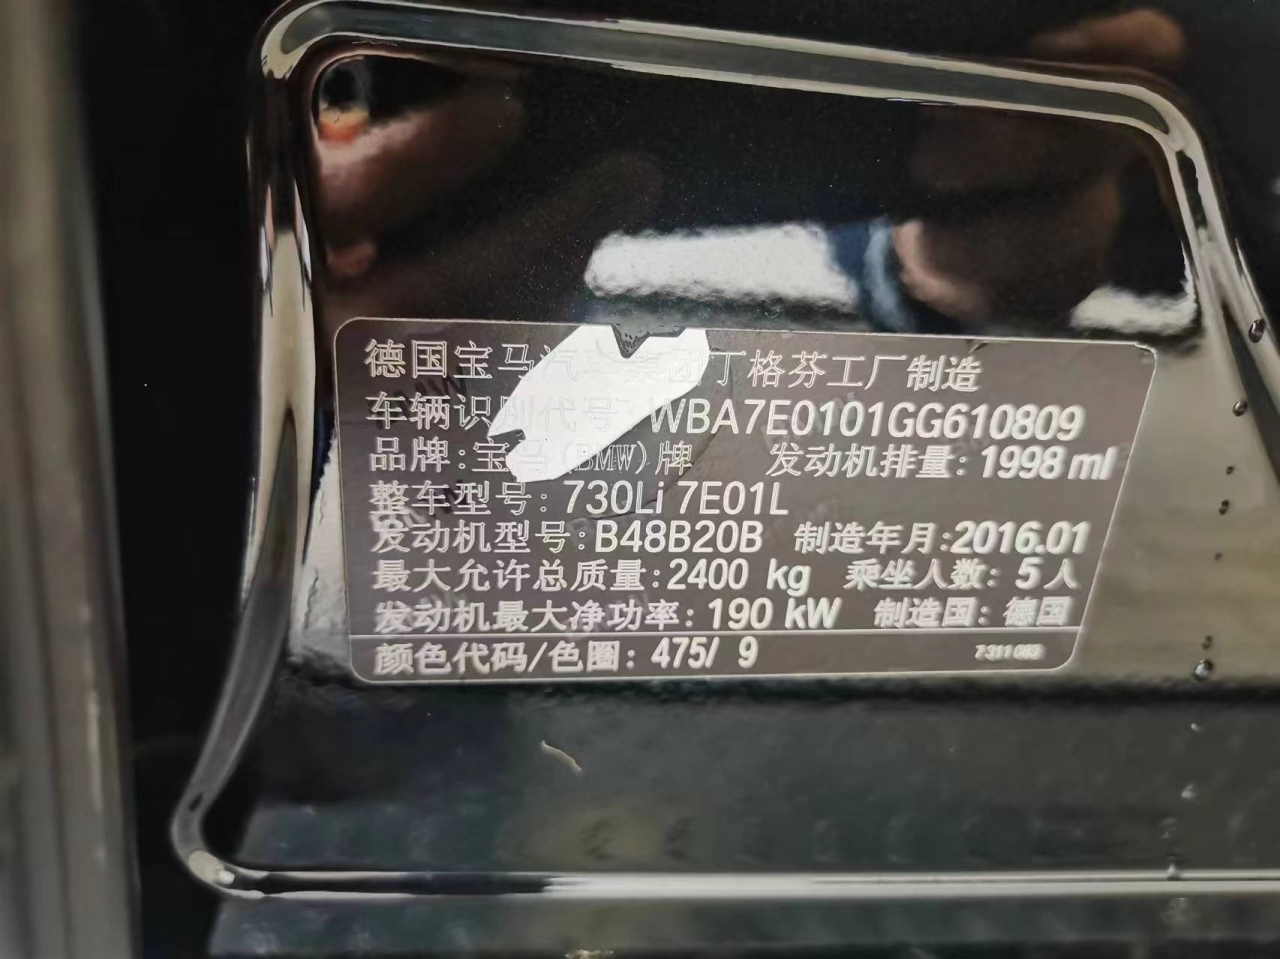 德国宝马汽车集团丁格芬工厂制造
车辆识别代号: WBA7E0101GG610809
品牌:宝马(BMW)牌 发动机排量: 1998 ml
整车型号: 730Li 7E01L
发动机型号: B48B20B 制造年月:2016.01
最大允许总质量:2400 kg 乘坐人数: 5人
发动机最大净功率: 190 kW 制造国: 德国
颜色代码/色圈: 475/ 9